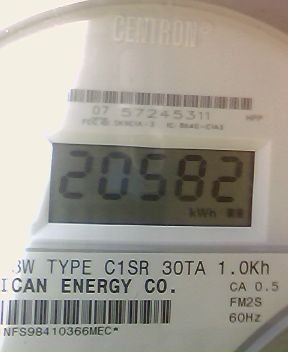 CENTRON®
07 57245311
20582
kWh
3W TYPE C1SR 30TA 1.0Kh
ICAN ENERGY CO.
CA 0.5
FM2S
60Hz
NFS98410366MEC*